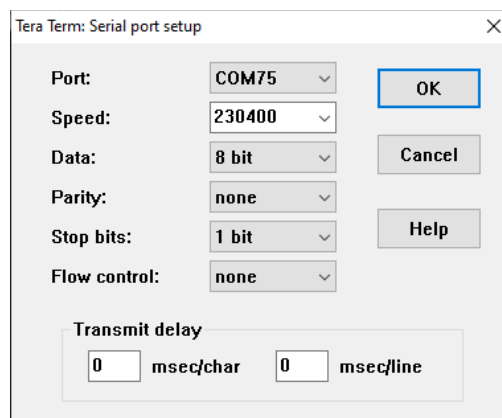 Tera Term: Serial port setup
Port: COM75
OK
Speed: 230400
Data: 8 bit
Cancel
Parity: none
Stop bits: 1 bit
Help
Flow control: none
Transmit delay
0 msec/char 0 msec/line